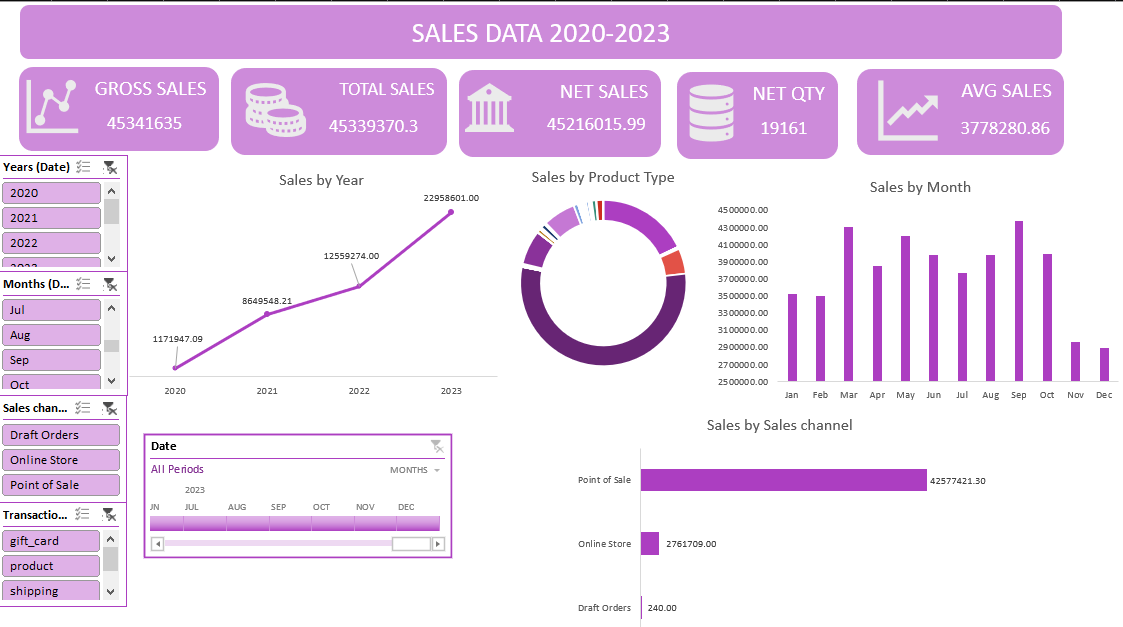 SALES DATA 2020-2023
GROSS SALES
45341635
TOTAL SALES
45339370.3
NET SALES
45216015.99
NET QTY
19161
AVG SALES
3778280.86
Years (Date)
2020
2021
2022
2023
Months (D...
Jul
Aug
Sep
Oct
Sales chan...
Draft Orders
Online Store
Point of Sale
Transactio...
gift_card
product
shipping
Sales by Year
22958601.00
12559274.00
8649548.21
1171947.09
2020 2021 2022 2023
Sales by Product Type
Sales by Month
4500000.00
4300000.00
4100000.00
3900000.00
3700000.00
3500000.00
3300000.00
3100000.00
2900000.00
2700000.00
2500000.00
Jan Feb Mar Apr May Jun Jul Aug Sep Oct Nov Dec
Date
All Periods MONTHS
2023
JN JUL AUG SEP OCT NOV DEC
Sales by Sales channel
Point of Sale 42577421.30
Online Store 2761709.00
Draft Orders 240.00